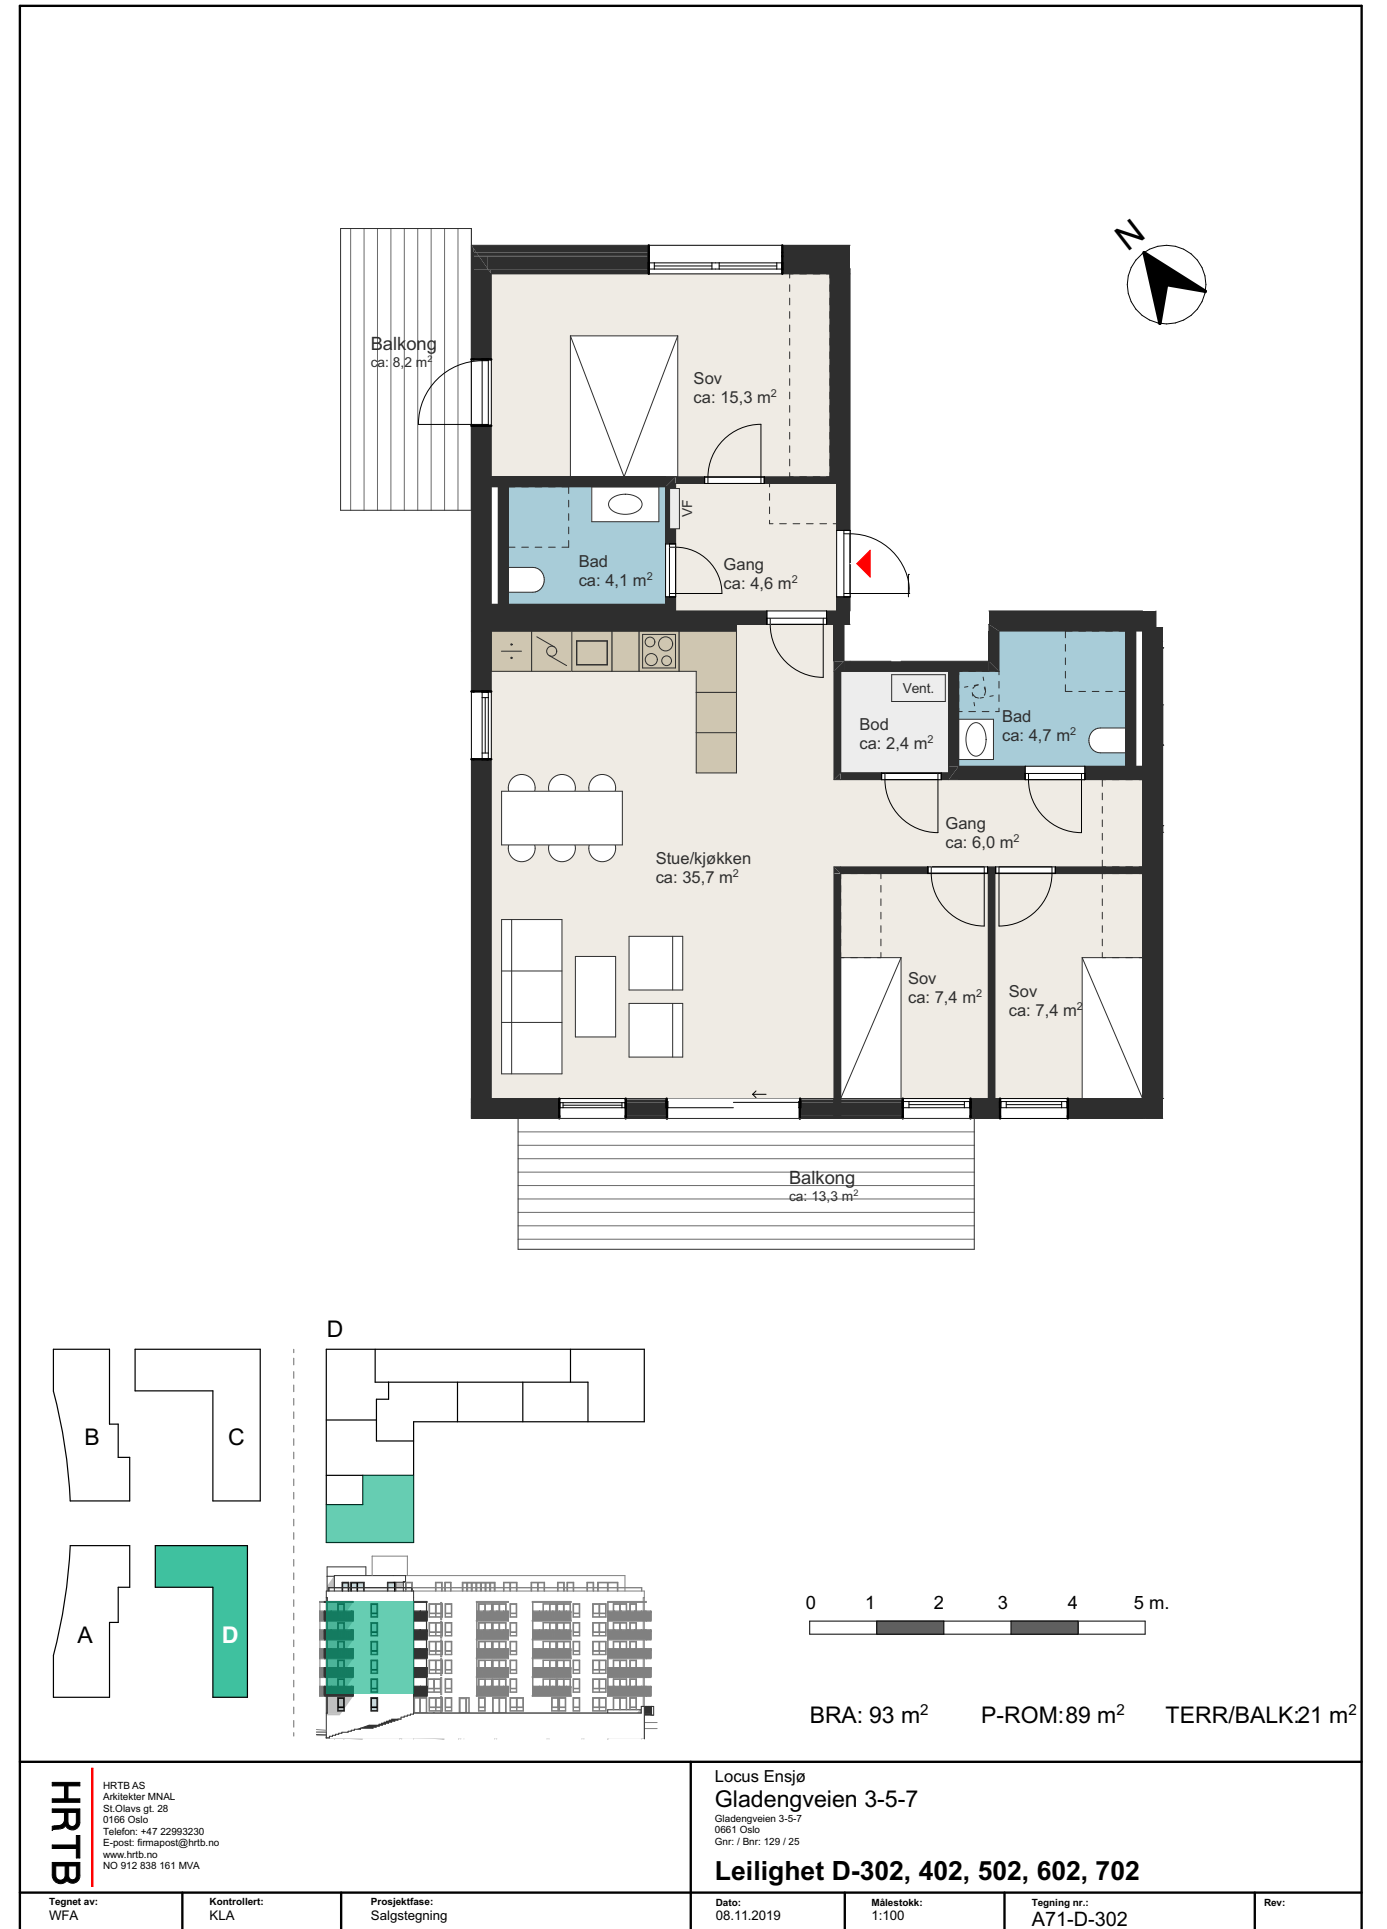 N
Balkong
ca: 8,2 m²
Sov
ca: 15,3 m²
VF
Bad
ca: 4,1 m²
Gang
ca: 4,6 m²
Vent.
Bod
ca: 2,4 m²
Bad
ca: 4,7 m²
Gang
ca: 6,0 m²
Stue/kjøkken
ca: 35,7 m²
Sov
ca: 7,4 m²
Sov
ca: 7,4 m²
Balkong
ca: 13,3 m²
D
B
C
A
D
0 1 2 3 4 5 m.
BRA: 93 m² P-ROM:89 m² TERR/BALK:21 m²
HRTB
HRTB AS
Arkitekter MNAL
St.Olavs gt. 28
0166 Oslo
Telefon: +47 22993230
E-post: firmapost@hrtb.no
www.hrtb.no
NO 912 838 161 MVA
Locus Ensjø
Gladengveien 3-5-7
Gladengveien 3-5-7
0661 Oslo
Gnr: / Bnr: 129 / 25
Leilighet D-302, 402, 502, 602, 702
Tegnet av:
WFA
Kontrollert:
KLA
Prosjektfase:
Salgstegning
Dato:
08.11.2019
Målestokk:
1:100
Tegning nr.:
A71-D-302
Rev: